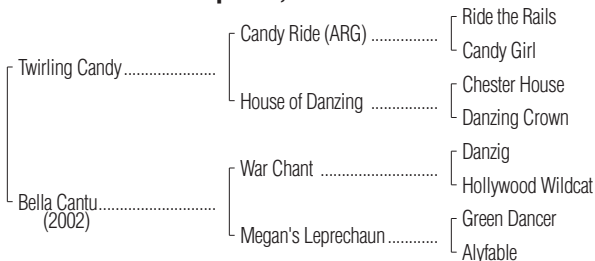 Ride the Rails
Candy Ride (ARG) ................
Candy Girl
Twirling Candy......................
Chester House
House of Danzing ................
Danzing Crown
Danzig
War Chant ............................
Hollywood Wildcat
Bella Cantu............................
(2002)
Green Dancer
Megan's Leprechaun............
Alyfable